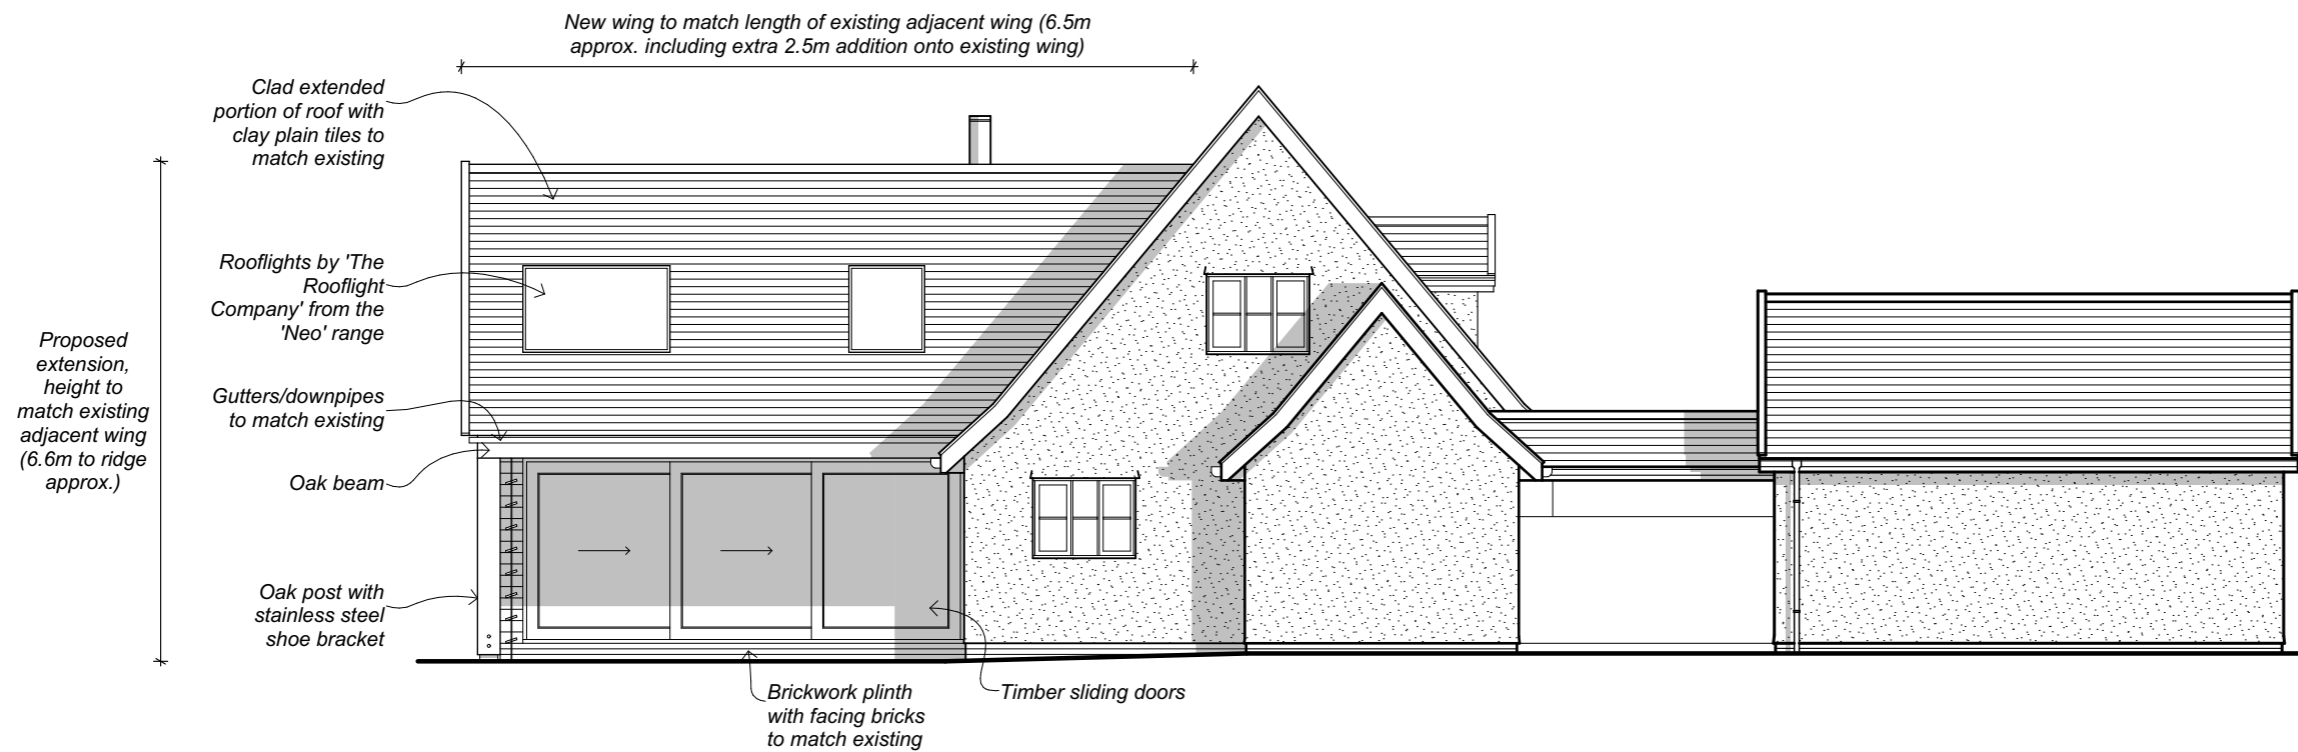 New wing to match length of existing adjacent wing (6.5m
approx. including extra 2.5m addition onto existing wing)
Clad extended
portion of roof with
clay plain tiles to
match existing
Rooflights by 'The
Rooflight
Company' from the
'Neo' range
Proposed
extension,
height to
match existing
adjacent wing
(6.6m to ridge
approx.)
Gutters/downpipes
to match existing
Oak beam
Oak post with
stainless steel
shoe bracket
Brickwork plinth
with facing bricks
to match existing
Timber sliding doors